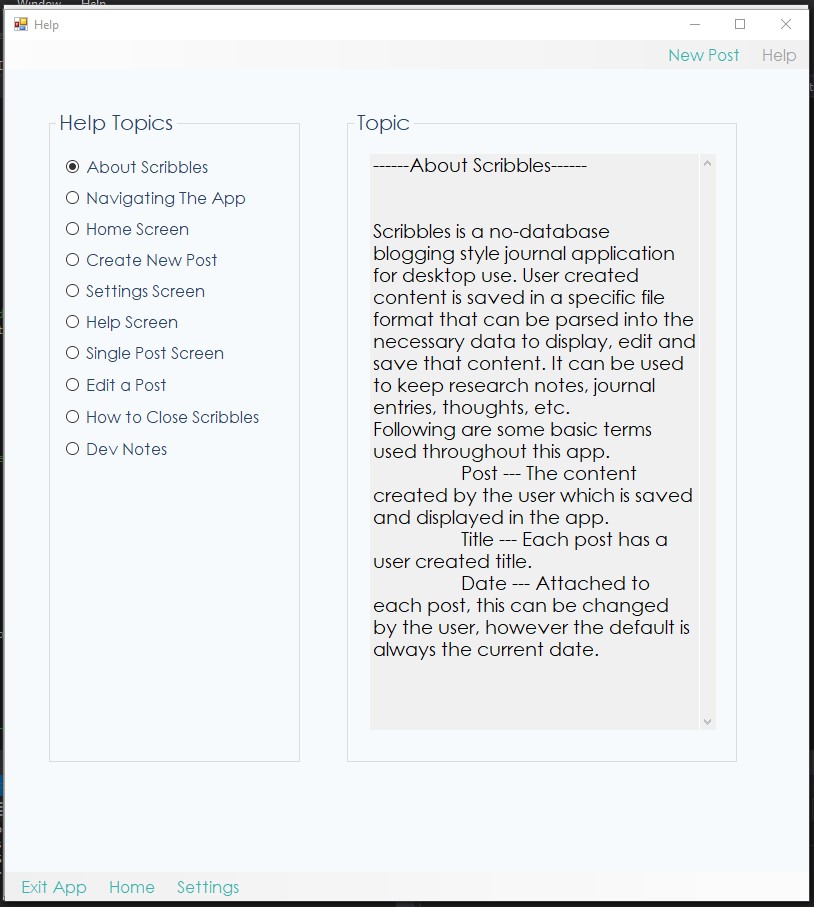 Window Help
Help
New Post Help
Help Topics
About Scribbles
Navigating The App
Home Screen
Create New Post
Settings Screen
Help Screen
Single Post Screen
Edit a Post
How to Close Scribbles
Dev Notes
Topic
------About Scribbles------
Scribbles is a no-database
blogging style journal application
for desktop use. User created
content is saved in a specific file
format that can be parsed into the
necessary data to display, edit and
save that content. It can be used
to keep research notes, journal
entries, thoughts, etc.
Following are some basic terms
used throughout this app.
Post --- The content
created by the user which is saved
and displayed in the app.
Title --- Each post has a
user created title.
Date --- Attached to
each post, this can be changed
by the user, however the default is
always the current date.
Exit App Home Settings